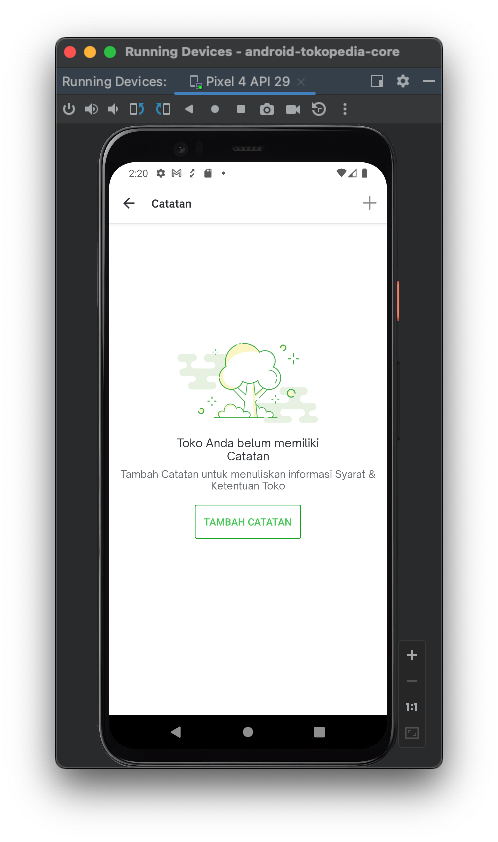 Running Devices - android-tokopedia-core
Running Devices:
Pixel 4 API 29
2:20
Catatan
Toko Anda belum memiliki
Catatan
Tambah Catatan untuk menuliskan informasi Syarat &
Ketentuan Toko
TAMBAH CATATAN
1:1